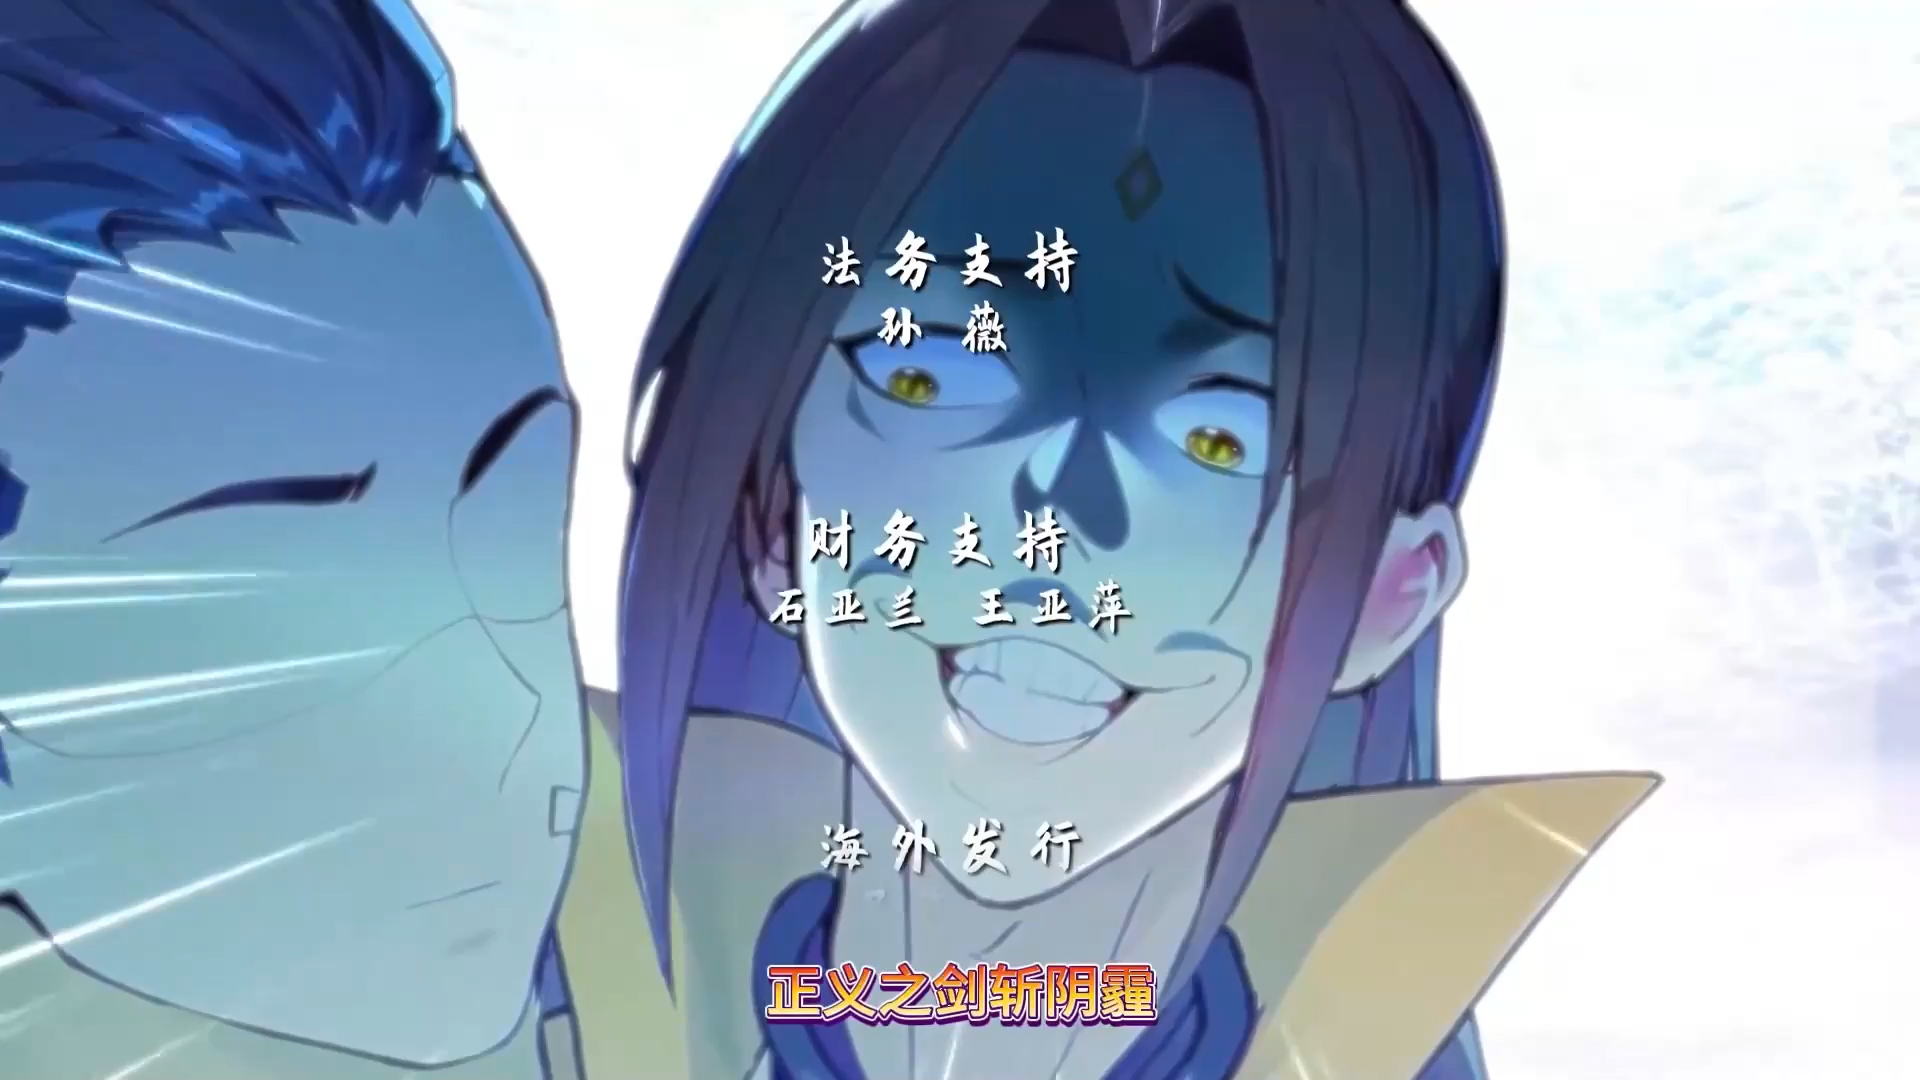 法务支持
孙 薇
财务支持
石亚兰 王亚萍
海外发行
正义之剑斩阴霾